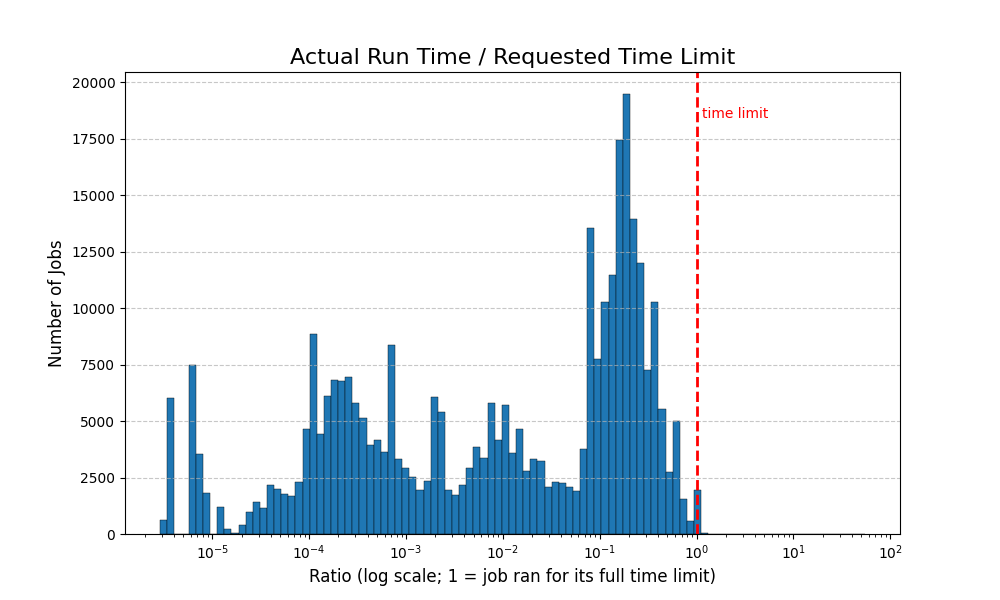 Actual Run Time / Requested Time Limit
Number of Jobs
20000
17500
15000
12500
10000
7500
5000
2500
0
time limit
10⁻⁵ 10⁻⁴ 10⁻³ 10⁻² 10⁻¹ 10⁰ 10¹ 10²
Ratio (log scale; 1 = job ran for its full time limit)